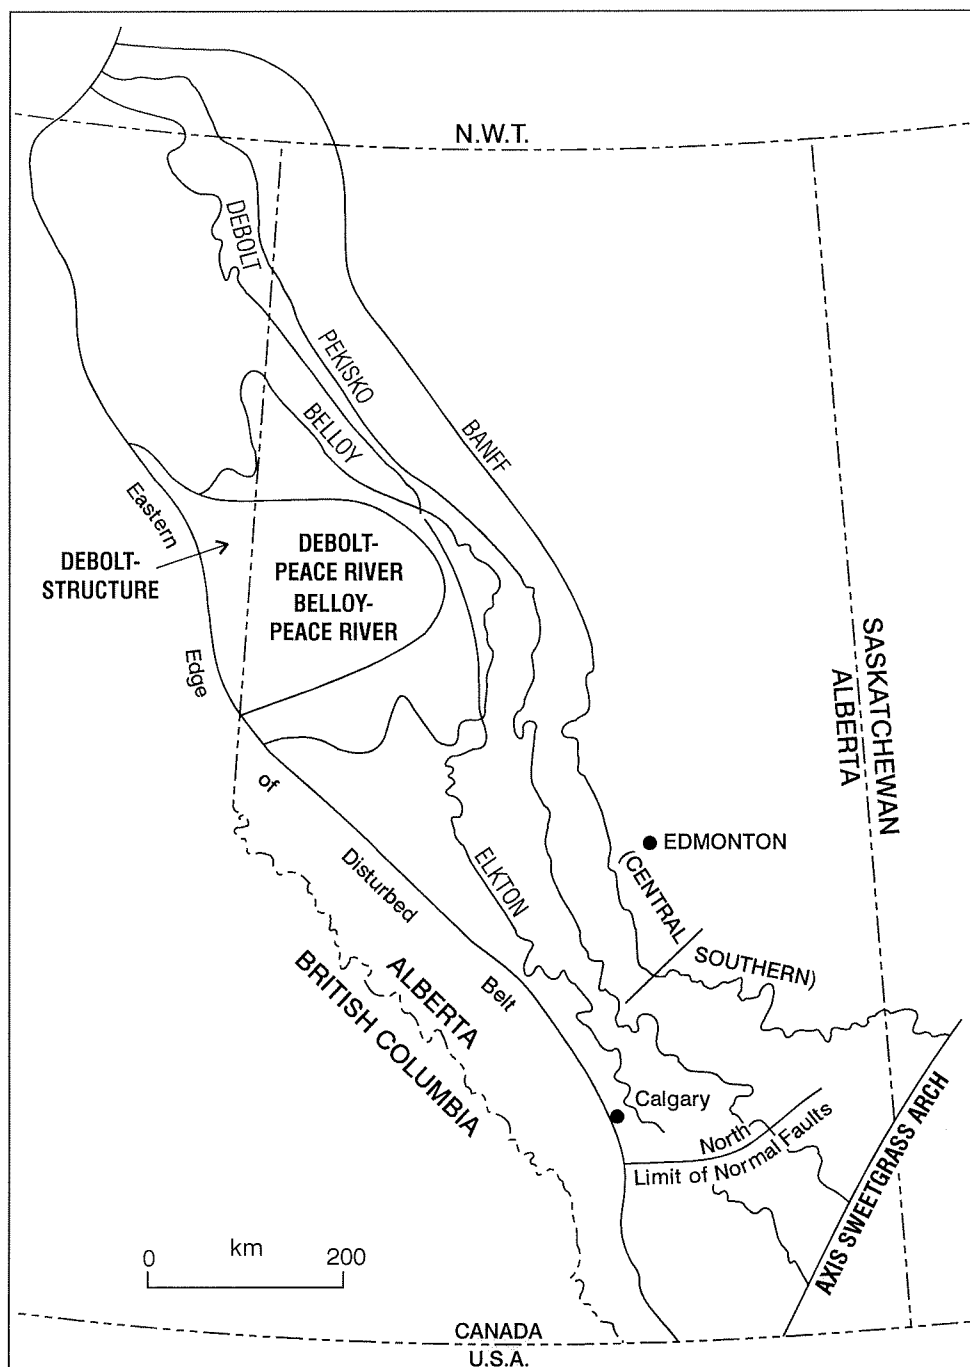 N.W.T.
DEBOLT
PEKISKO
BELLOY
BANFF
Eastern
DEBOLT-
STRUCTURE
DEBOLT-
PEACE RIVER
BELLOY-
PEACE RIVER
Edge
SASKATCHEWAN
ALBERTA
of
EDMONTON
Disturbed
ELKTON
(CENTRAL
SOUTHERN)
Belt
ALBERTA
BRITISH COLUMBIA
Calgary
North
Limit of Normal Faults
AXIS SWEETGRASS ARCH
0 km 200
CANADA
U.S.A.